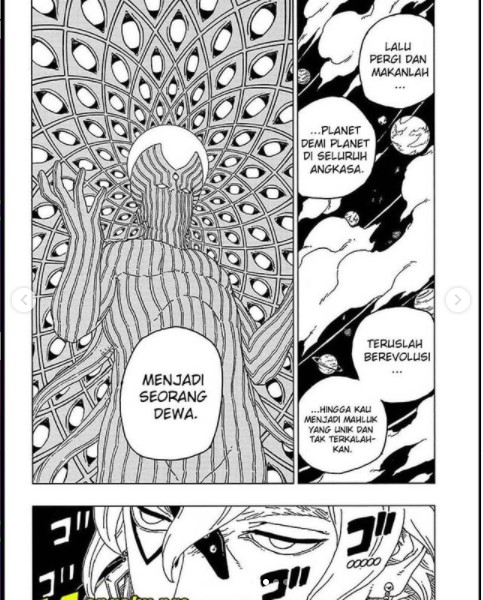 LALU
PERGI DAN
MAKANLAH
...
...PLANET
DEMI PLANET
DI SELURUH
ANGKASA.
TERUSLAH
BEREVOLUSI
...
...HINGGA KAU
MENJADI MAHLUK
YANG UNIK DAN
TAK TERKALAH-
KAN.
MENJADI
SEORANG
DEWA.
ゴ
ゴ
ゴ
OOOOO